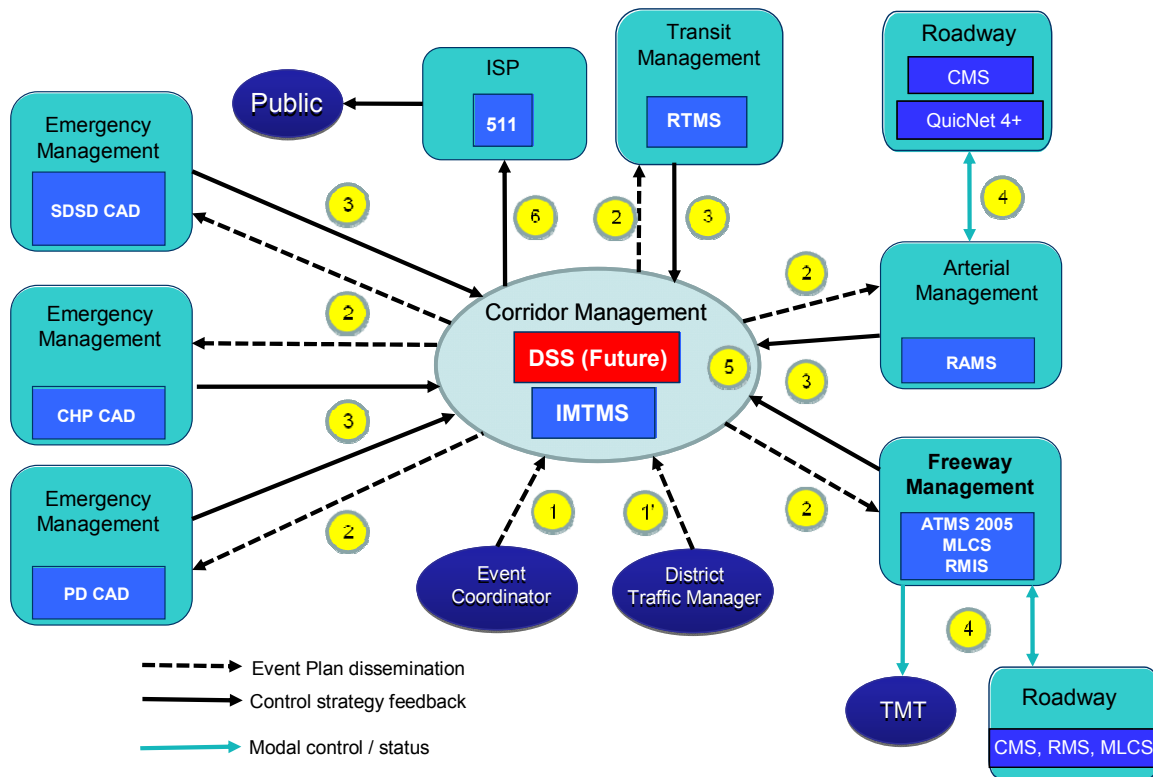 Transit
Management
RTMS
Roadway
CMS
QuicNet 4+
ISP
511
Public
Emergency
Management
SDSD CAD
3
6
2
3
4
2
Arterial
Management
RAMS
Emergency
Management
CHP CAD
2
3
Corridor Management
DSS (Future)
IMTMS
5
3
Emergency
Management
PD CAD
2
1
1'
2
Freeway
Management
ATMS 2005
MLCS
RMIS
Event
Coordinator
District
Traffic Manager
4
Event Plan dissemination
Control strategy feedback
Modal control / status
TMT
Roadway
CMS, RMS, MLCS